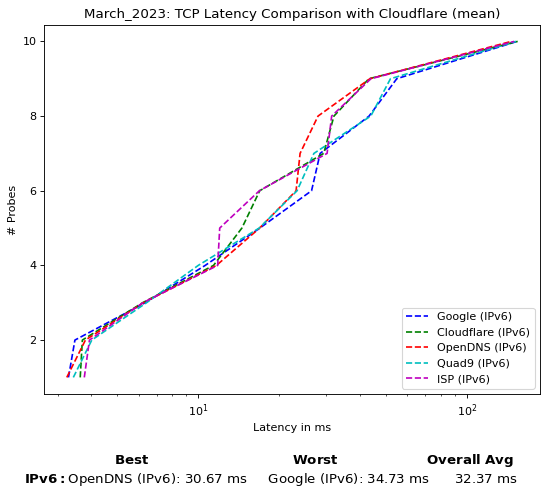 March_2023: TCP Latency Comparison with Cloudflare (mean)
10
8
6
4
2
# Probes
10¹
10²
Latency in ms
Google (IPv6)
Cloudflare (IPv6)
OpenDNS (IPv6)
Quad9 (IPv6)
ISP (IPv6)
Best Worst Overall Avg
IPv6: OpenDNS (IPv6): 30.67 ms Google (IPv6): 34.73 ms 32.37 ms